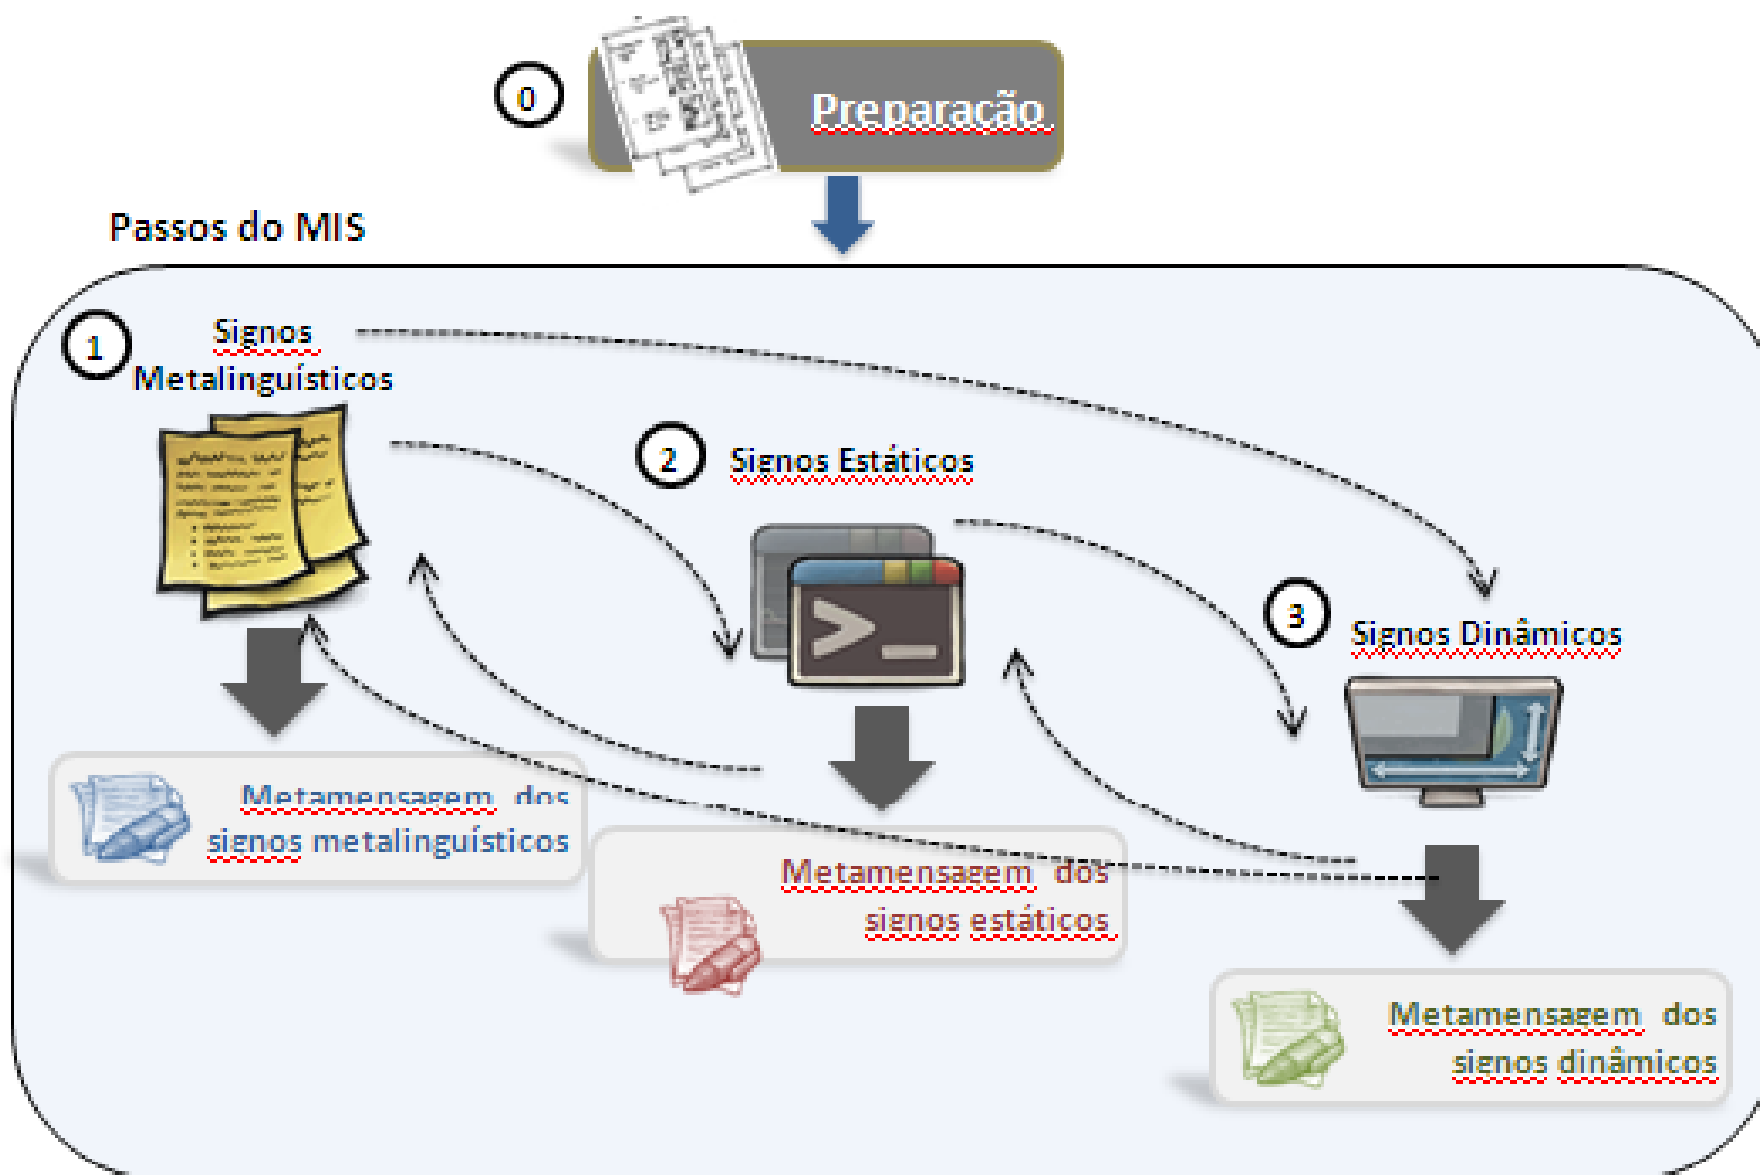 0
Preparação
Passos do MIS
1
Signos
Metalinguísticos
2
Signos Estáticos
3
Signos Dinâmicos
Metamensagem dos
signos metalinguísticos
Metamensagem dos
signos estáticos
Metamensagem dos
signos dinâmicos